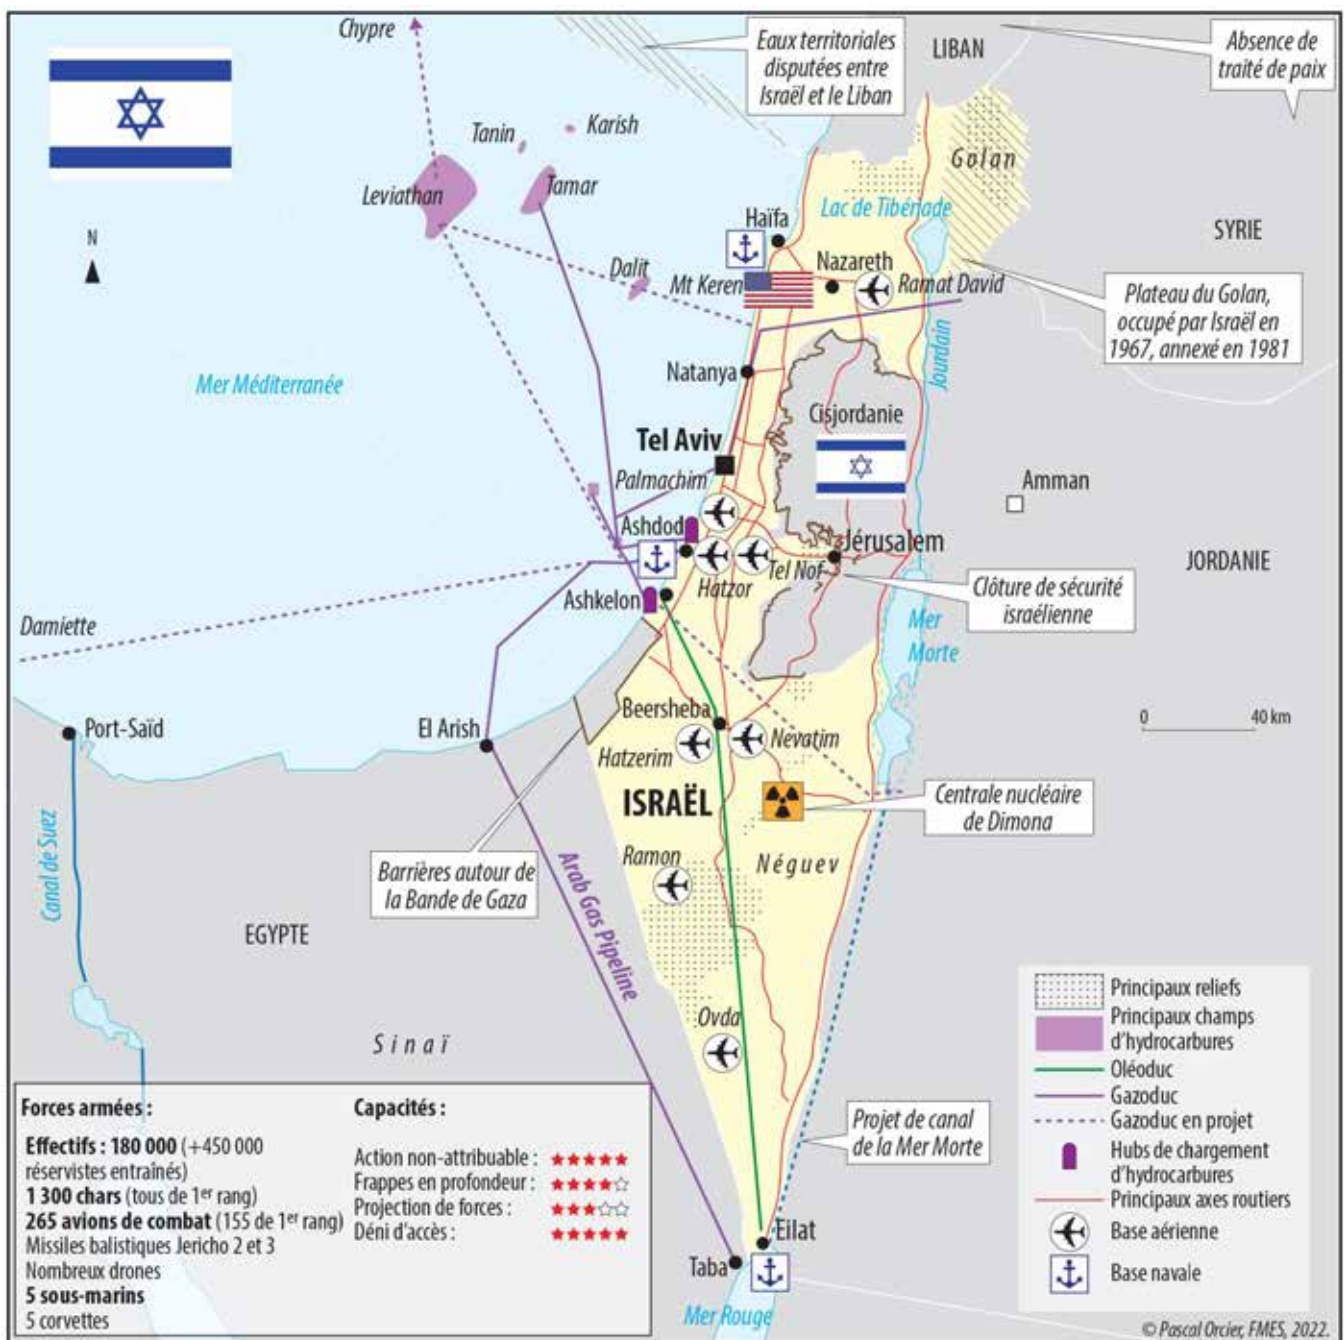 Chypre
Eaux territoriales
disputées entre
Israël et le Liban
LIBAN
Absence de
traité de paix
Tanin
Karish
Leviathan
Tamar
Golan
Lac de Tibériade
Haïfa
SYRIE
N
Dalit
Mt Keren
Nazareth
Ramat David
Plateau du Golan,
occupé par Israël en
1967, annexé en 1981
Jourdain
Mer Méditerranée
Natanya
Cisjordanie
Tel Aviv
Palmachim
Amman
Ashdod
Jérusalem
JORDANIE
Hatzor
Tel Nof
Clôture de sécurité
israélienne
Ashkelon
Damiette
Mer
Morte
Port-Saïd
El Arish
Beersheba
0 40 km
Hatzerim
Nevatim
ISRAËL
Centrale nucléaire
de Dimona
Canal de Suez
Barrières autour de
la Bande de Gaza
Ramon
Néguev
Arab Gas Pipeline
EGYPTE
Sinaï
Ovda
Projet de canal
de la Mer Morte
Eilat
Taba
Mer Rouge
Principaux reliefs
Principaux champs
d'hydrocarbures
Oléoduc
Gazoduc
Gazoduc en projet
Hubs de chargement
d'hydrocarbures
Principaux axes routiers
Base aérienne
Base navale
Forces armées :
Effectifs : 180 000 (+450 000
réservistes entraînés)
1 300 chars (tous de 1er rang)
265 avions de combat (155 de 1er rang)
Missiles balistiques Jericho 2 et 3
Nombreux drones
5 sous-marins
5 corvettes
Capacités :
Action non-attribuable : ★★★★★
Frappes en profondeur : ★★★★☆
Projection de forces : ★★★☆☆
Déni d'accès : ★★★★★
© Pascal Orcier, FMES, 2022